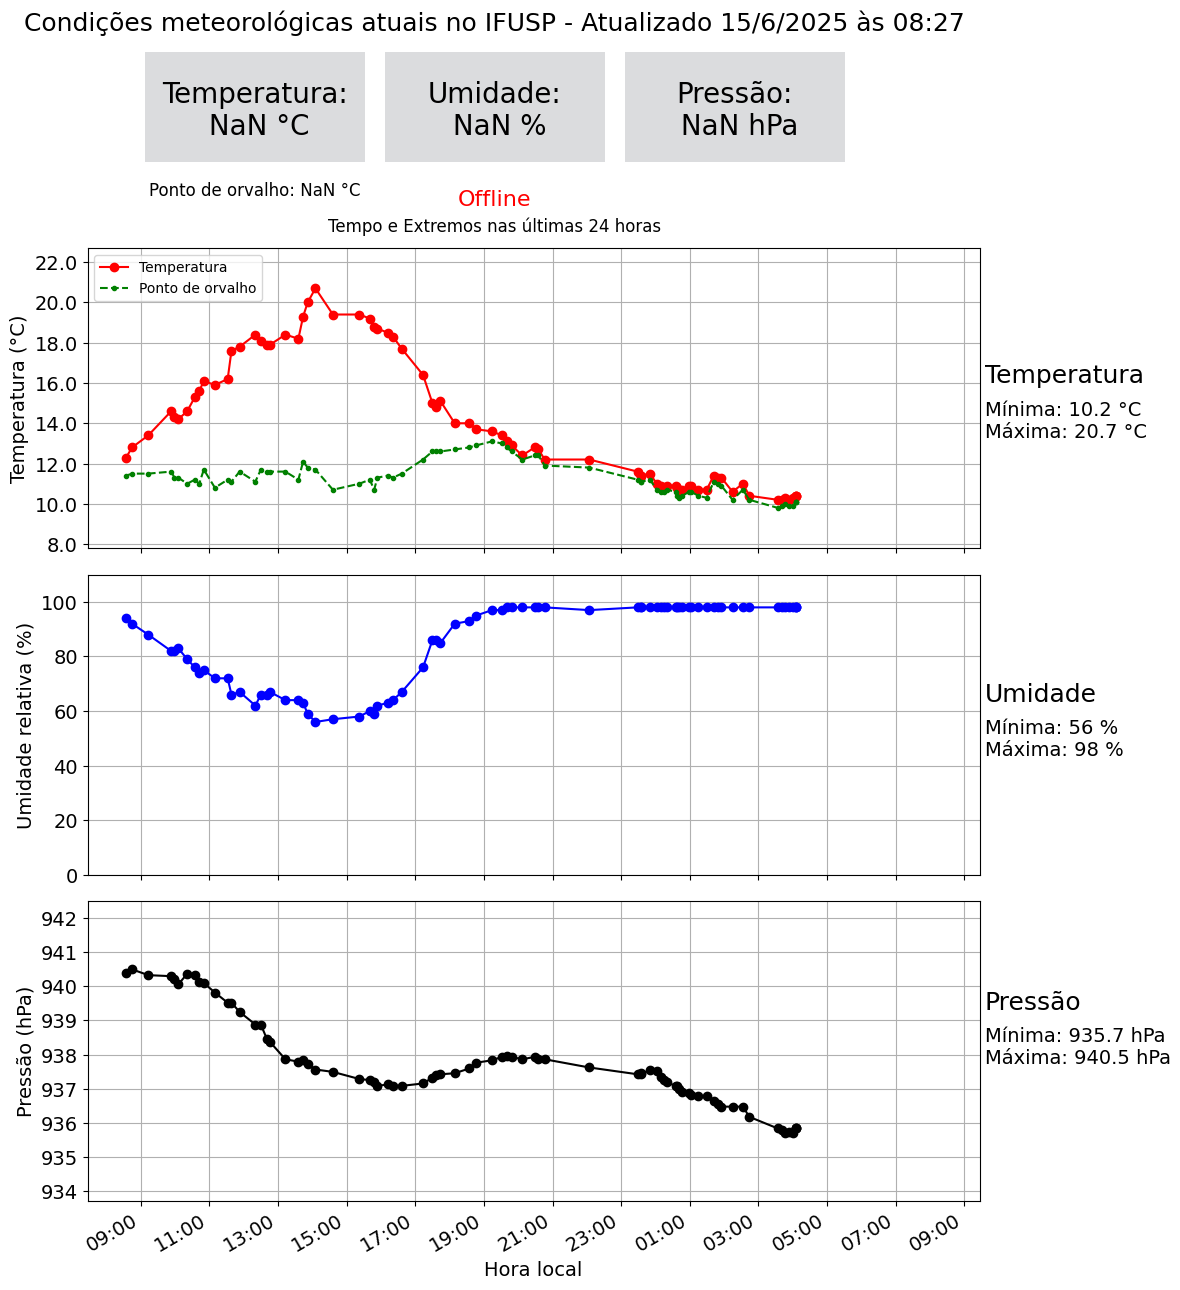 Condições meteorológicas atuais no IFUSP - Atualizado 15/6/2025 às 08:27
Temperatura:
NaN °C
Umidade:
NaN %
Pressão:
NaN hPa
Ponto de orvalho: NaN °C
Offline
Tempo e Extremos nas últimas 24 horas
Temperatura (°C)
22.0
20.0
18.0
16.0
14.0
12.0
10.0
8.0
Temperatura
Ponto de orvalho
Temperatura
Mínima: 10.2 °C
Máxima: 20.7 °C
Umidade relativa (%)
100
80
60
40
20
0
Umidade
Mínima: 56 %
Máxima: 98 %
Pressão (hPa)
942
941
940
939
938
937
936
935
934
Pressão
Mínima: 935.7 hPa
Máxima: 940.5 hPa
09:00
11:00
13:00
15:00
17:00
19:00
21:00
23:00
01:00
03:00
05:00
07:00
09:00
Hora local